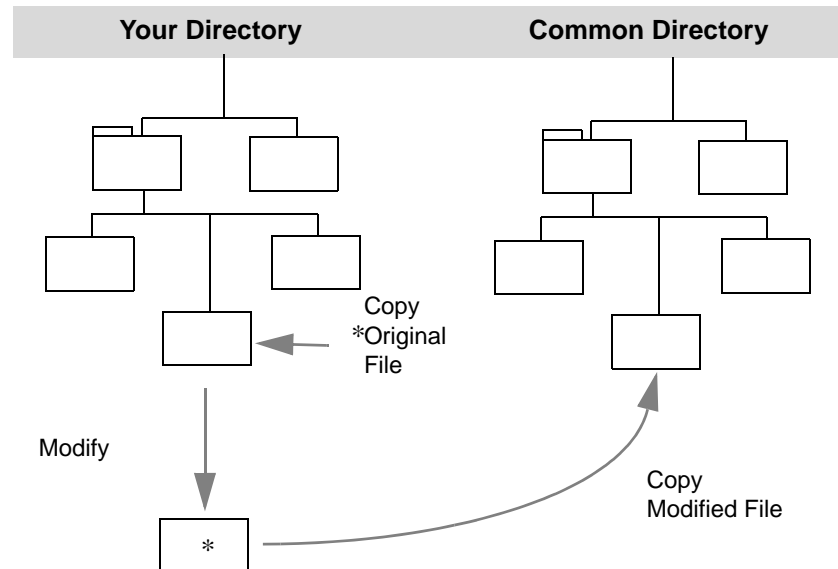 Your Directory
Common Directory
Copy
*Original
File
Modify
Copy
Modified File
*